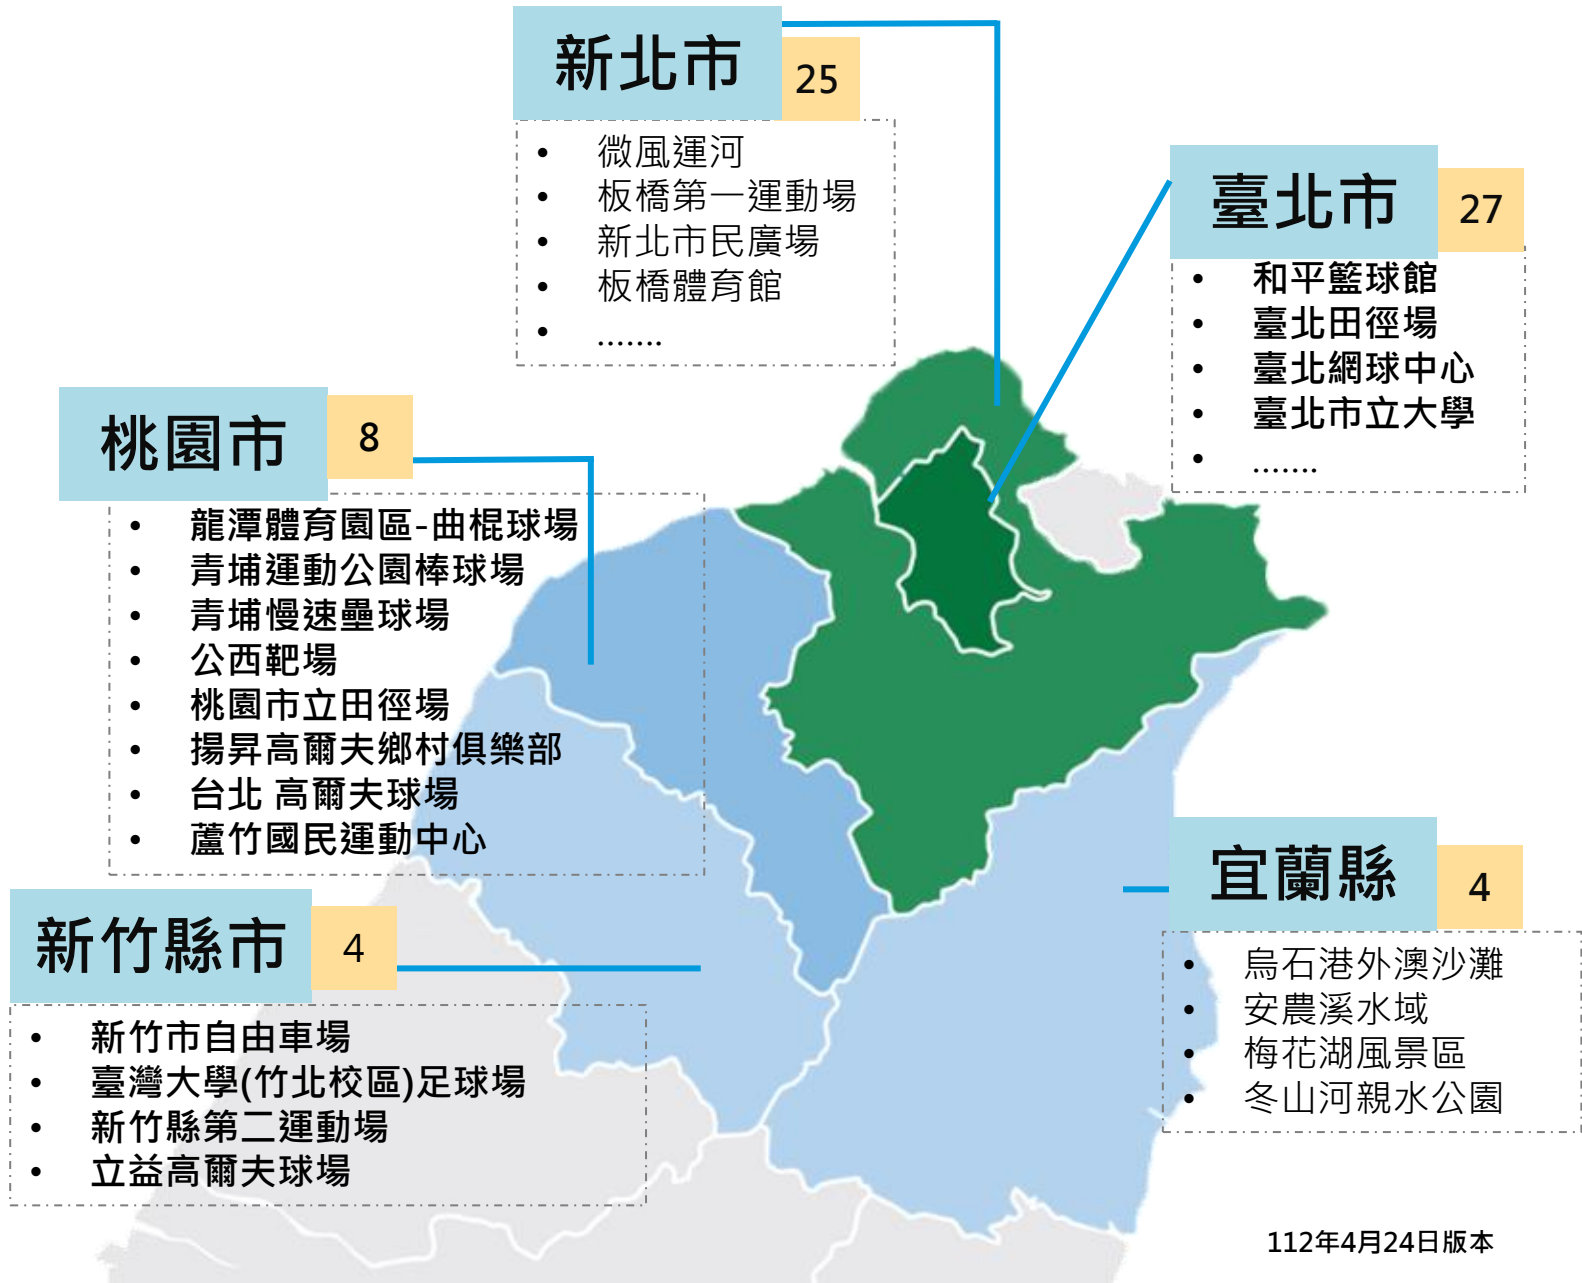 新北市
25
• 微風運河
• 板橋第一運動場
• 新北市民廣場
• 板橋體育館
• .......
臺北市
27
• 和平籃球館
• 臺北田徑場
• 臺北網球中心
• 臺北市立大學
• .......
桃園市
8
• 龍潭體育園區-曲棍球場
• 青埔運動公園棒球場
• 青埔慢速壘球場
• 公西靶場
• 桃園市立田徑場
• 揚昇高爾夫鄉村俱樂部
• 台北 高爾夫球場
• 蘆竹國民運動中心
宜蘭縣
4
• 烏石港外澳沙灘
• 安農溪水域
• 梅花湖風景區
• 冬山河親水公園
新竹縣市
4
• 新竹市自由車場
• 臺灣大學(竹北校區)足球場
• 新竹縣第二運動場
• 立益高爾夫球場
112年4月24日版本